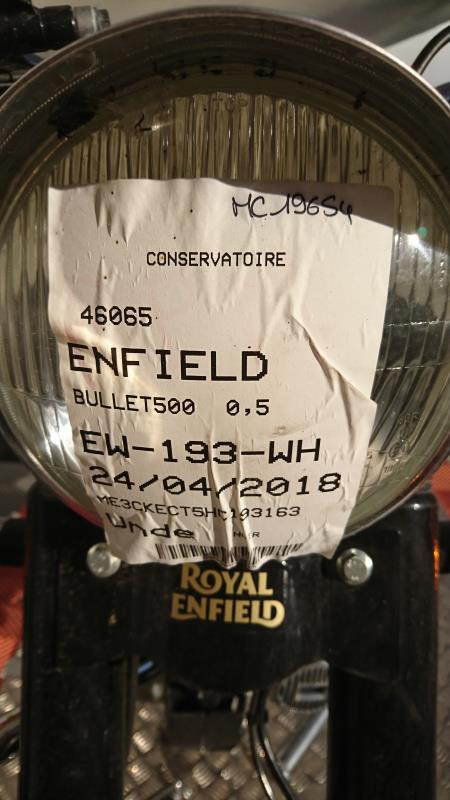 MC 19654
CONSERVATOIRE
46065
ENFIELD
BULLET500 0,5
EW-193-WH
24/04/2018
ME3CKECT5HC103163
Unde
ROYAL
ENFIELD